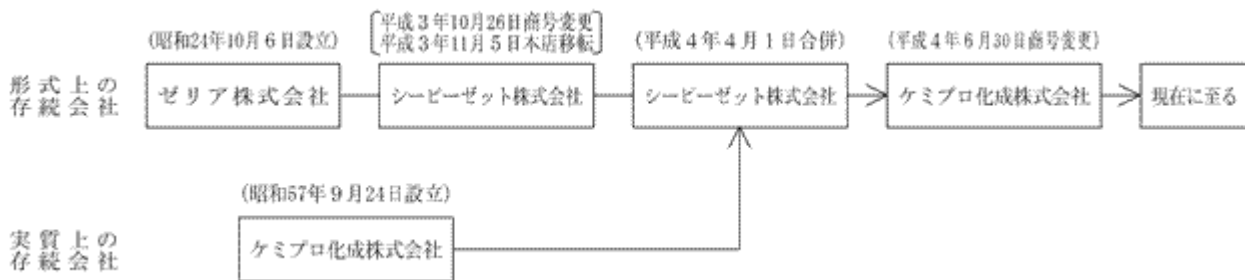 (昭和24年10月6日設立)
平成3年10月26日商号変更
平成3年11月5日本店移転
(平成4年4月1日合併)
(平成4年6月30日商号変更)
形式上の
存続会社
ゼリア株式会社
シーピーゼット株式会社
シーピーゼット株式会社
ケミプロ化成株式会社
現在に至る
(昭和57年9月24日設立)
実質上の
存続会社
ケミプロ化成株式会社